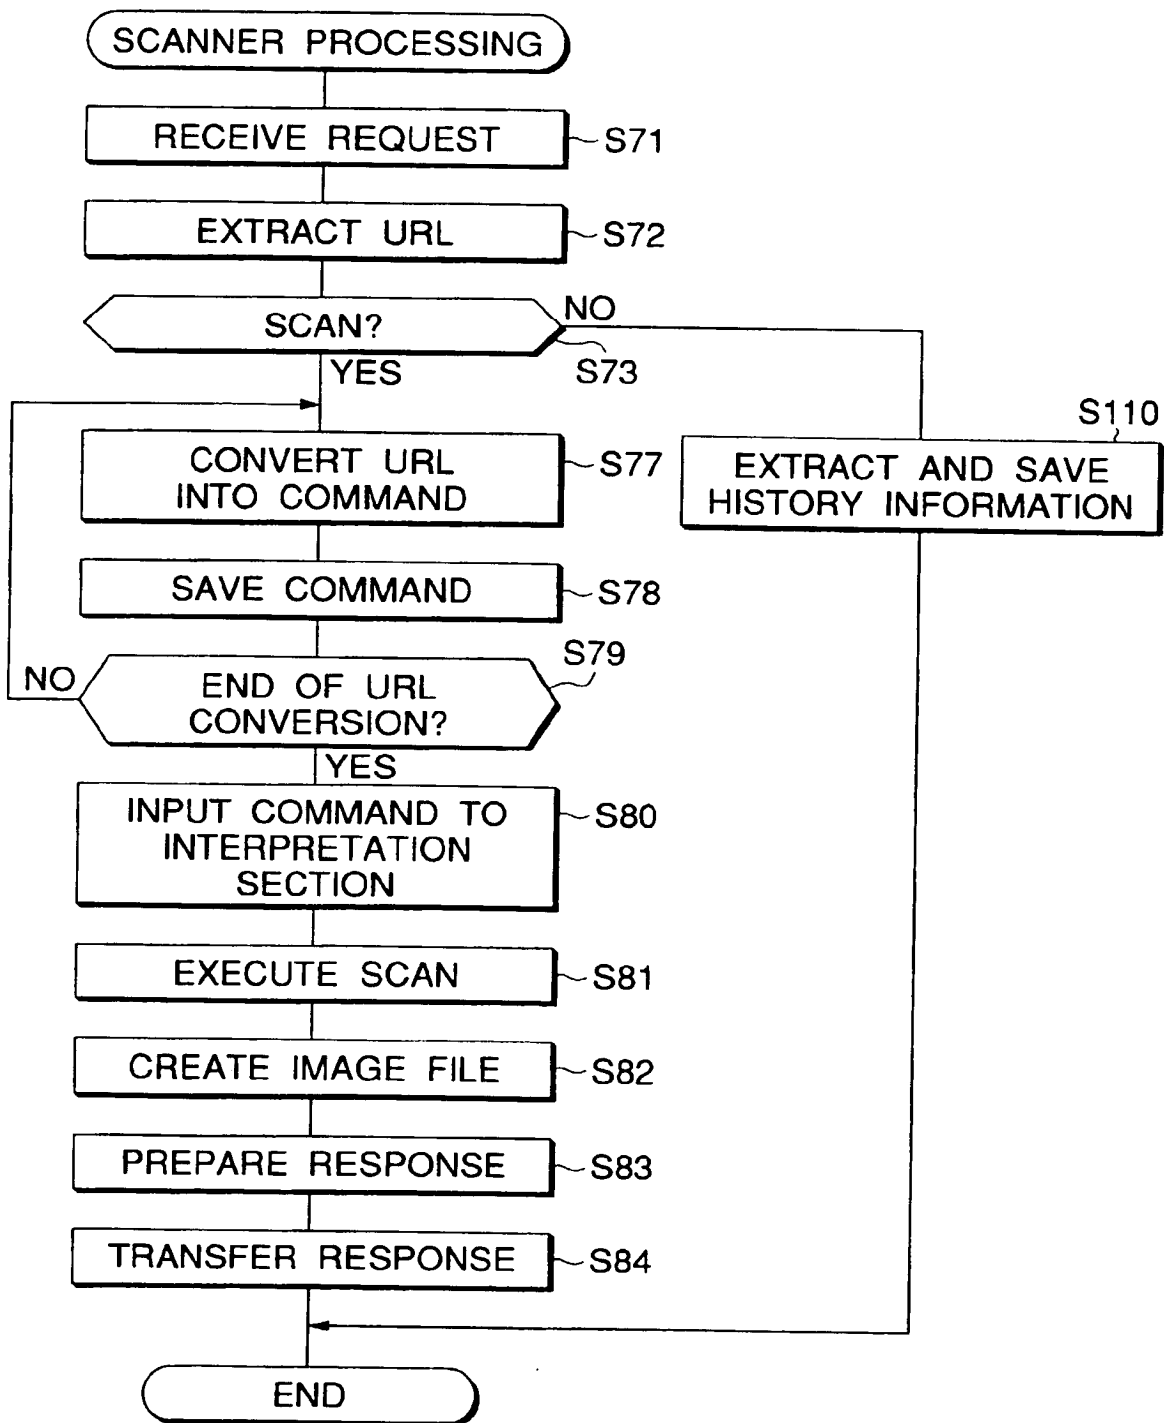 SCANNER PROCESSING
RECEIVE REQUEST
S71
EXTRACT URL
S72
SCAN?
NO
S73
YES
S110
EXTRACT AND SAVE
HISTORY INFORMATION
CONVERT URL
INTO COMMAND
S77
SAVE COMMAND
S78
S79
NO
END OF URL
CONVERSION?
YES
INPUT COMMAND TO
INTERPRETATION
SECTION
S80
EXECUTE SCAN
S81
CREATE IMAGE FILE
S82
PREPARE RESPONSE
S83
TRANSFER RESPONSE
S84
END